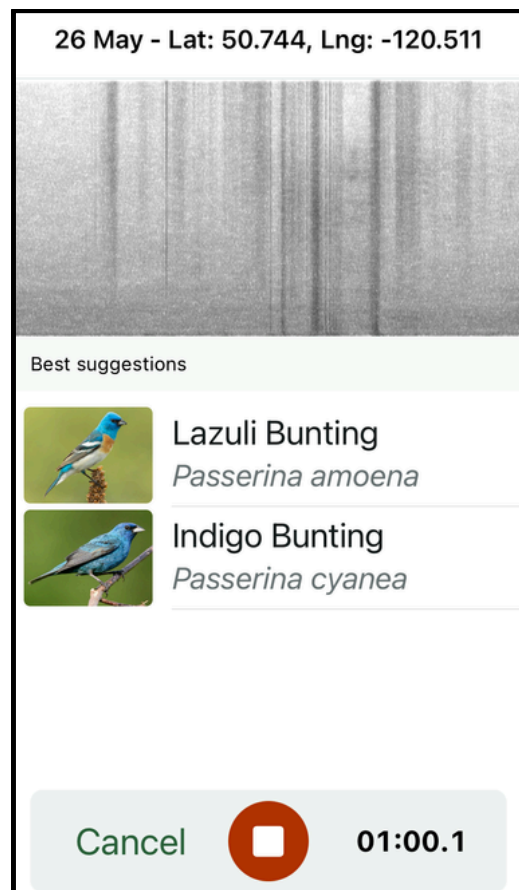 26 May - Lat: 50.744, Lng: -120.511
Best suggestions
Lazuli Bunting
Passerina amoena
Indigo Bunting
Passerina cyanea
Cancel 01:00.1